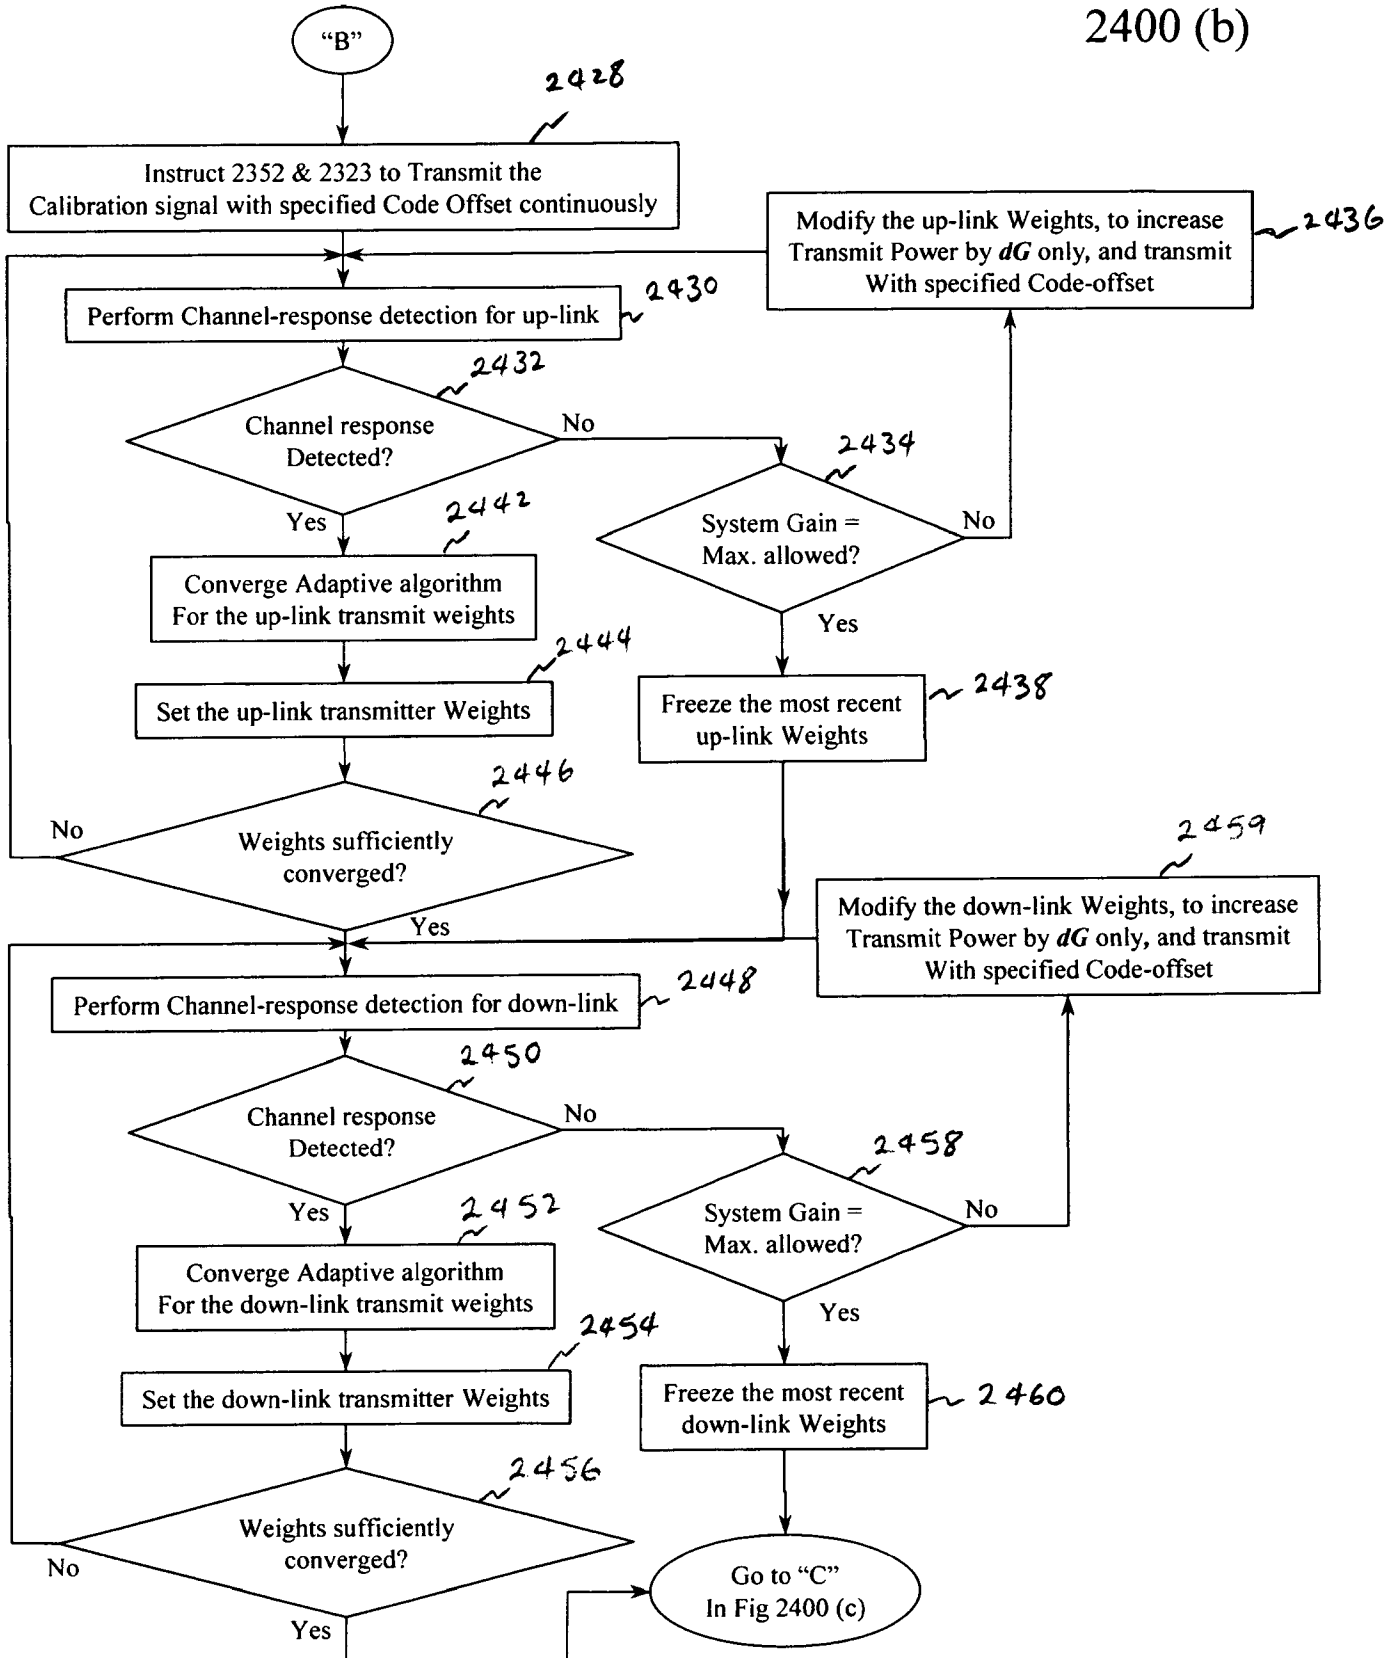 2400 (b)
“B”
2428
Instruct 2352 & 2323 to Transmit the
Calibration signal with specified Code Offset continuously
Modify the up-link Weights, to increase
Transmit Power by dG only, and transmit
With specified Code-offset
2436
Perform Channel-response detection for up-link
2430
2432
Channel response
Detected?
No
Yes
2434
System Gain =
Max. allowed?
No
Yes
2442
Converge Adaptive algorithm
For the up-link transmit weights
2444
Set the up-link transmitter Weights
Freeze the most recent
up-link Weights
2438
2446
Weights sufficiently
converged?
No
Yes
2459
Modify the down-link Weights, to increase
Transmit Power by dG only, and transmit
With specified Code-offset
Perform Channel-response detection for down-link
2448
2450
Channel response
Detected?
No
Yes
2458
System Gain =
Max. allowed?
No
Yes
2452
Converge Adaptive algorithm
For the down-link transmit weights
2454
Set the down-link transmitter Weights
Freeze the most recent
down-link Weights
2460
2456
Weights sufficiently
converged?
No
Yes
Go to “C”
In Fig 2400 (c)